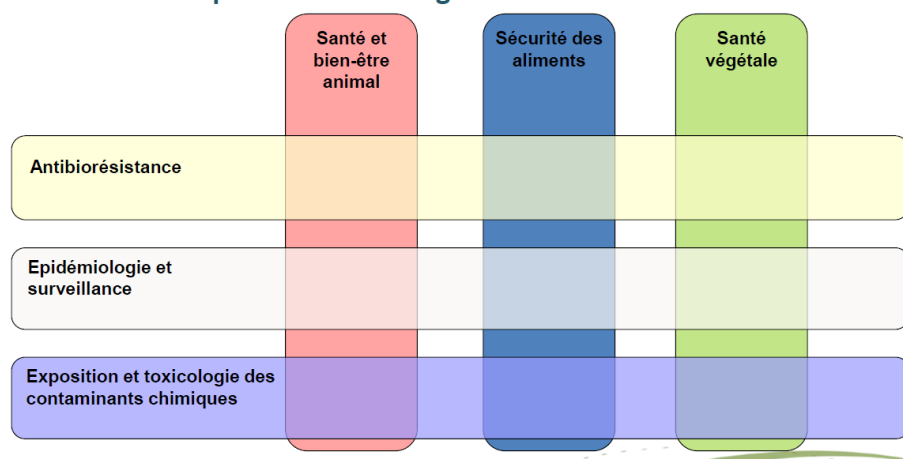 Santé et
bien-être
animal
Sécurité des
aliments
Santé
végétale
Antibiorésistance
Epidémiologie et
surveillance
Exposition et toxicologie des
contaminants chimiques